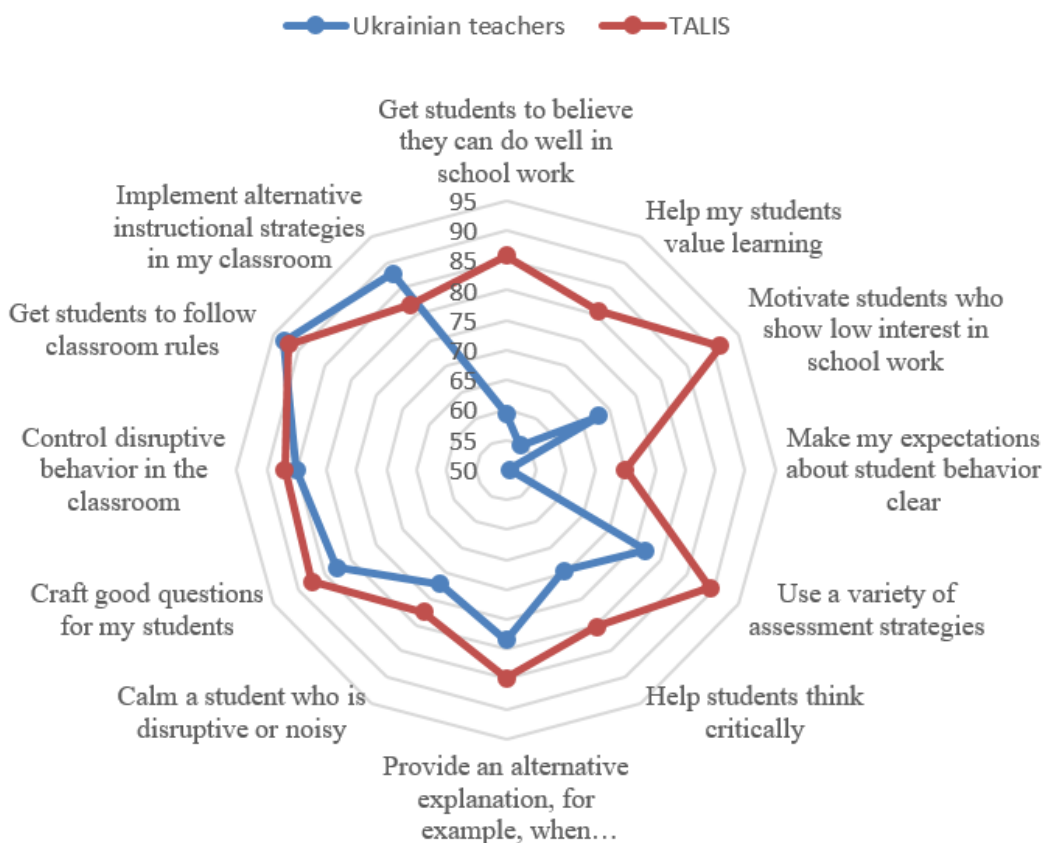 Ukrainian teachers
TALIS
Get students to believe
they can do well in
school work
Help my students
value learning
Motivate students who
show low interest in
school work
Make my expectations
about student behavior
clear
Use a variety of
assessment strategies
Help students think
critically
Provide an alternative
explanation, for
example, when…
Calm a student who is
disruptive or noisy
Craft good questions
for my students
Control disruptive
behavior in the
classroom
Get students to follow
classroom rules
Implement alternative
instructional strategies
in my classroom
95
90
85
80
75
70
65
60
55
50